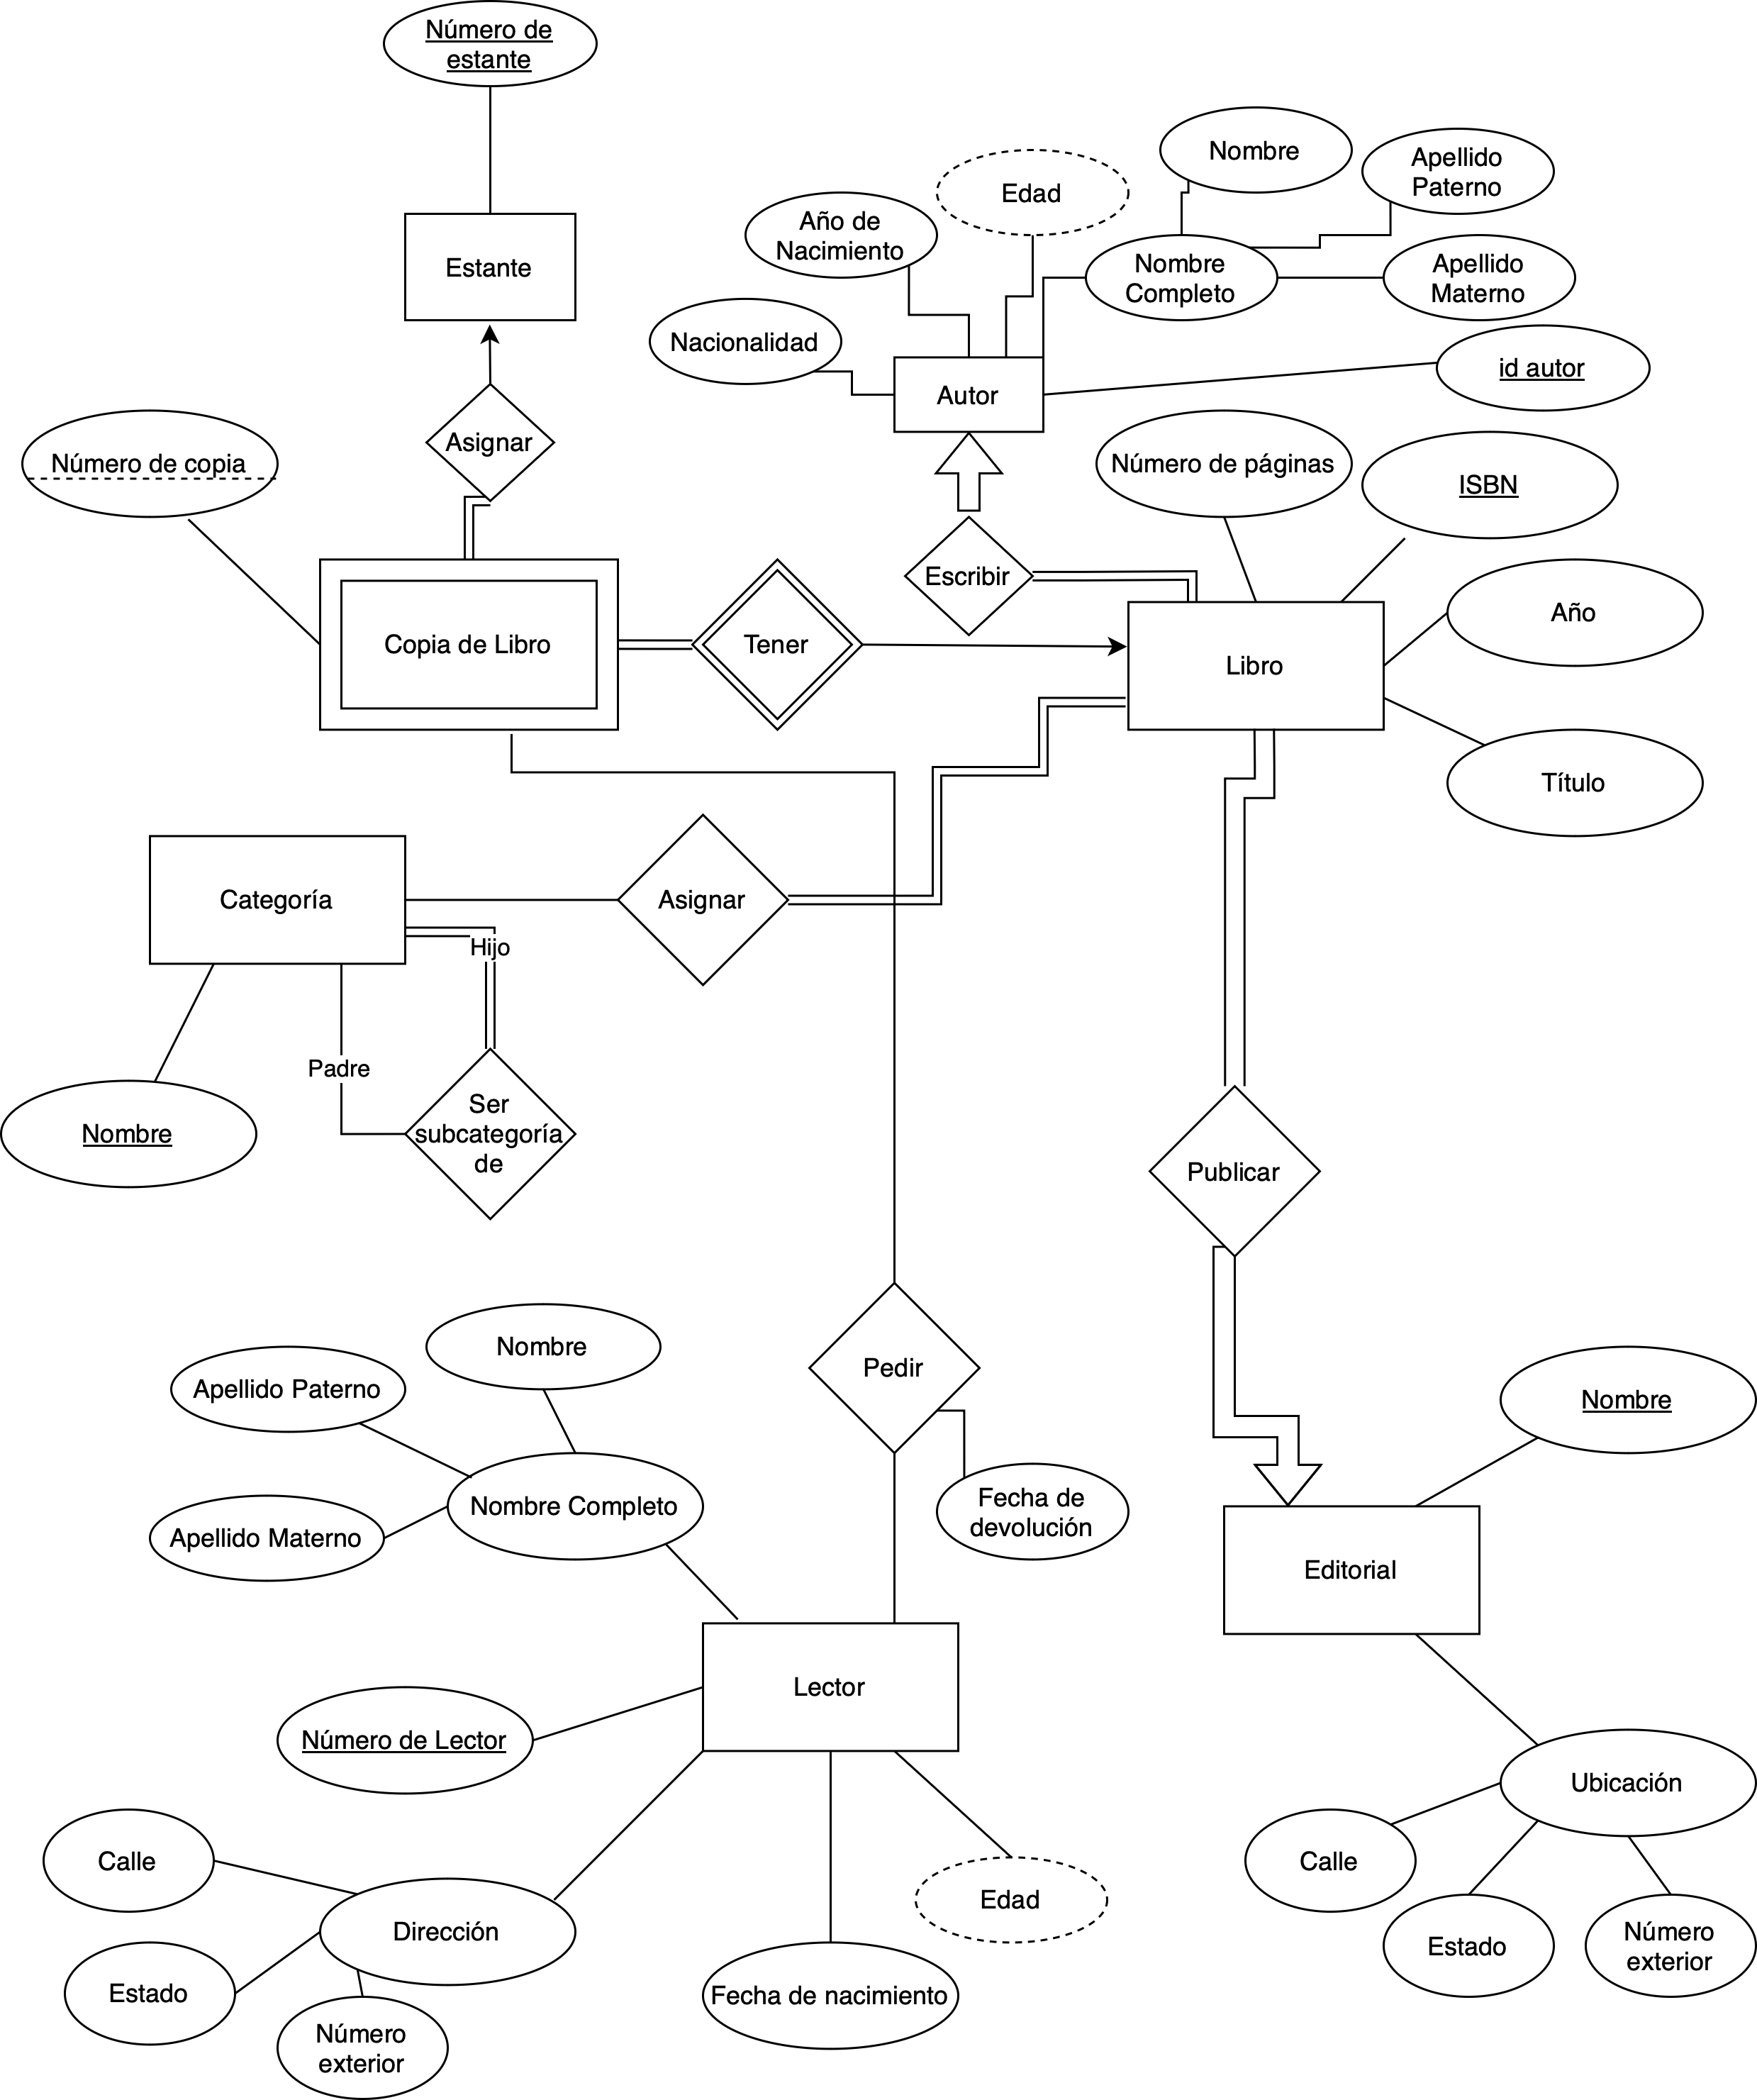 Número de
estante
Estante
Asignar
Número de copia
Copia de Libro
Tener
Nombre
Apellido
Paterno
Edad
Año de
Nacimiento
Nombre
Completo
Apellido
Materno
Nacionalidad
Autor
id autor
Número de páginas
ISBN
Escribir
Año
Libro
Título
Categoría
Asignar
Hijo
Padre
Ser
subcategoría
de
Nombre
Publicar
Pedir
Nombre
Apellido Paterno
Nombre Completo
Apellido Materno
Fecha de
devolución
Nombre
Editorial
Lector
Número de Lector
Ubicación
Calle
Estado
Número
exterior
Calle
Dirección
Estado
Número
exterior
Edad
Fecha de nacimiento